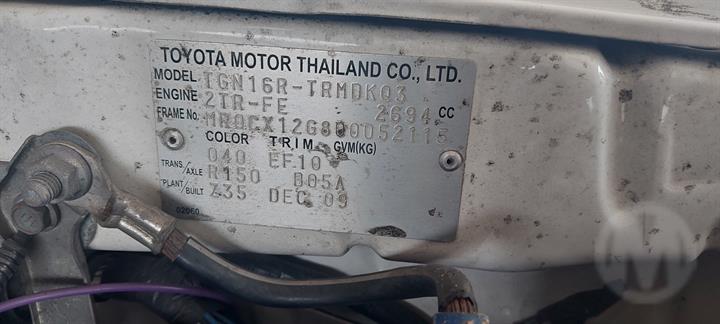 TOYOTA MOTOR THAILAND CO., LTD.
MODEL TGN16R-TRMDKQ3
ENGINE 2TR-FE 2694 CC
FRAME No. MR0CX12G800052115
COLOR TRIM GVM(KG)
040 EF10
TRANS/AXLE R150 B05A
PLANT/BUILT Z35 DEC 09
02060
M